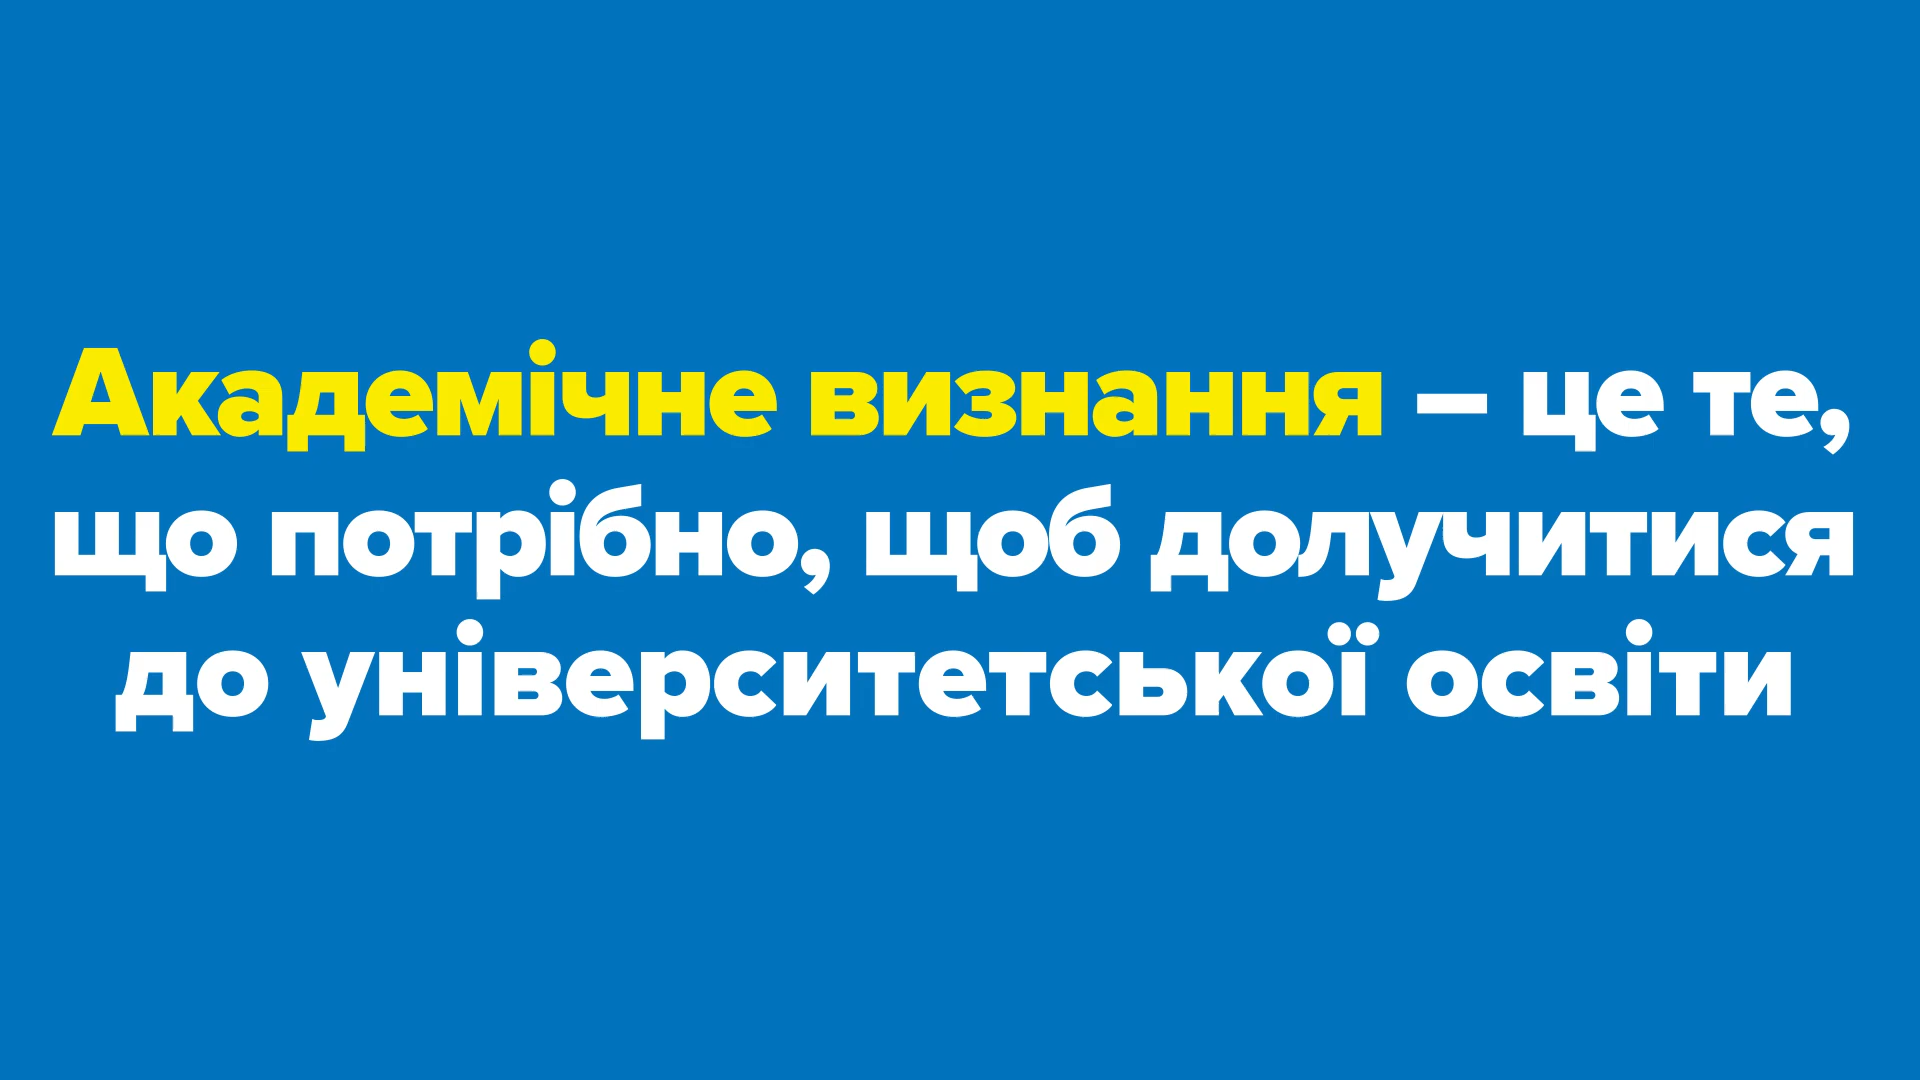 Академічне визнання – це те,
що потрібно, щоб долучитися
до університетської освіти